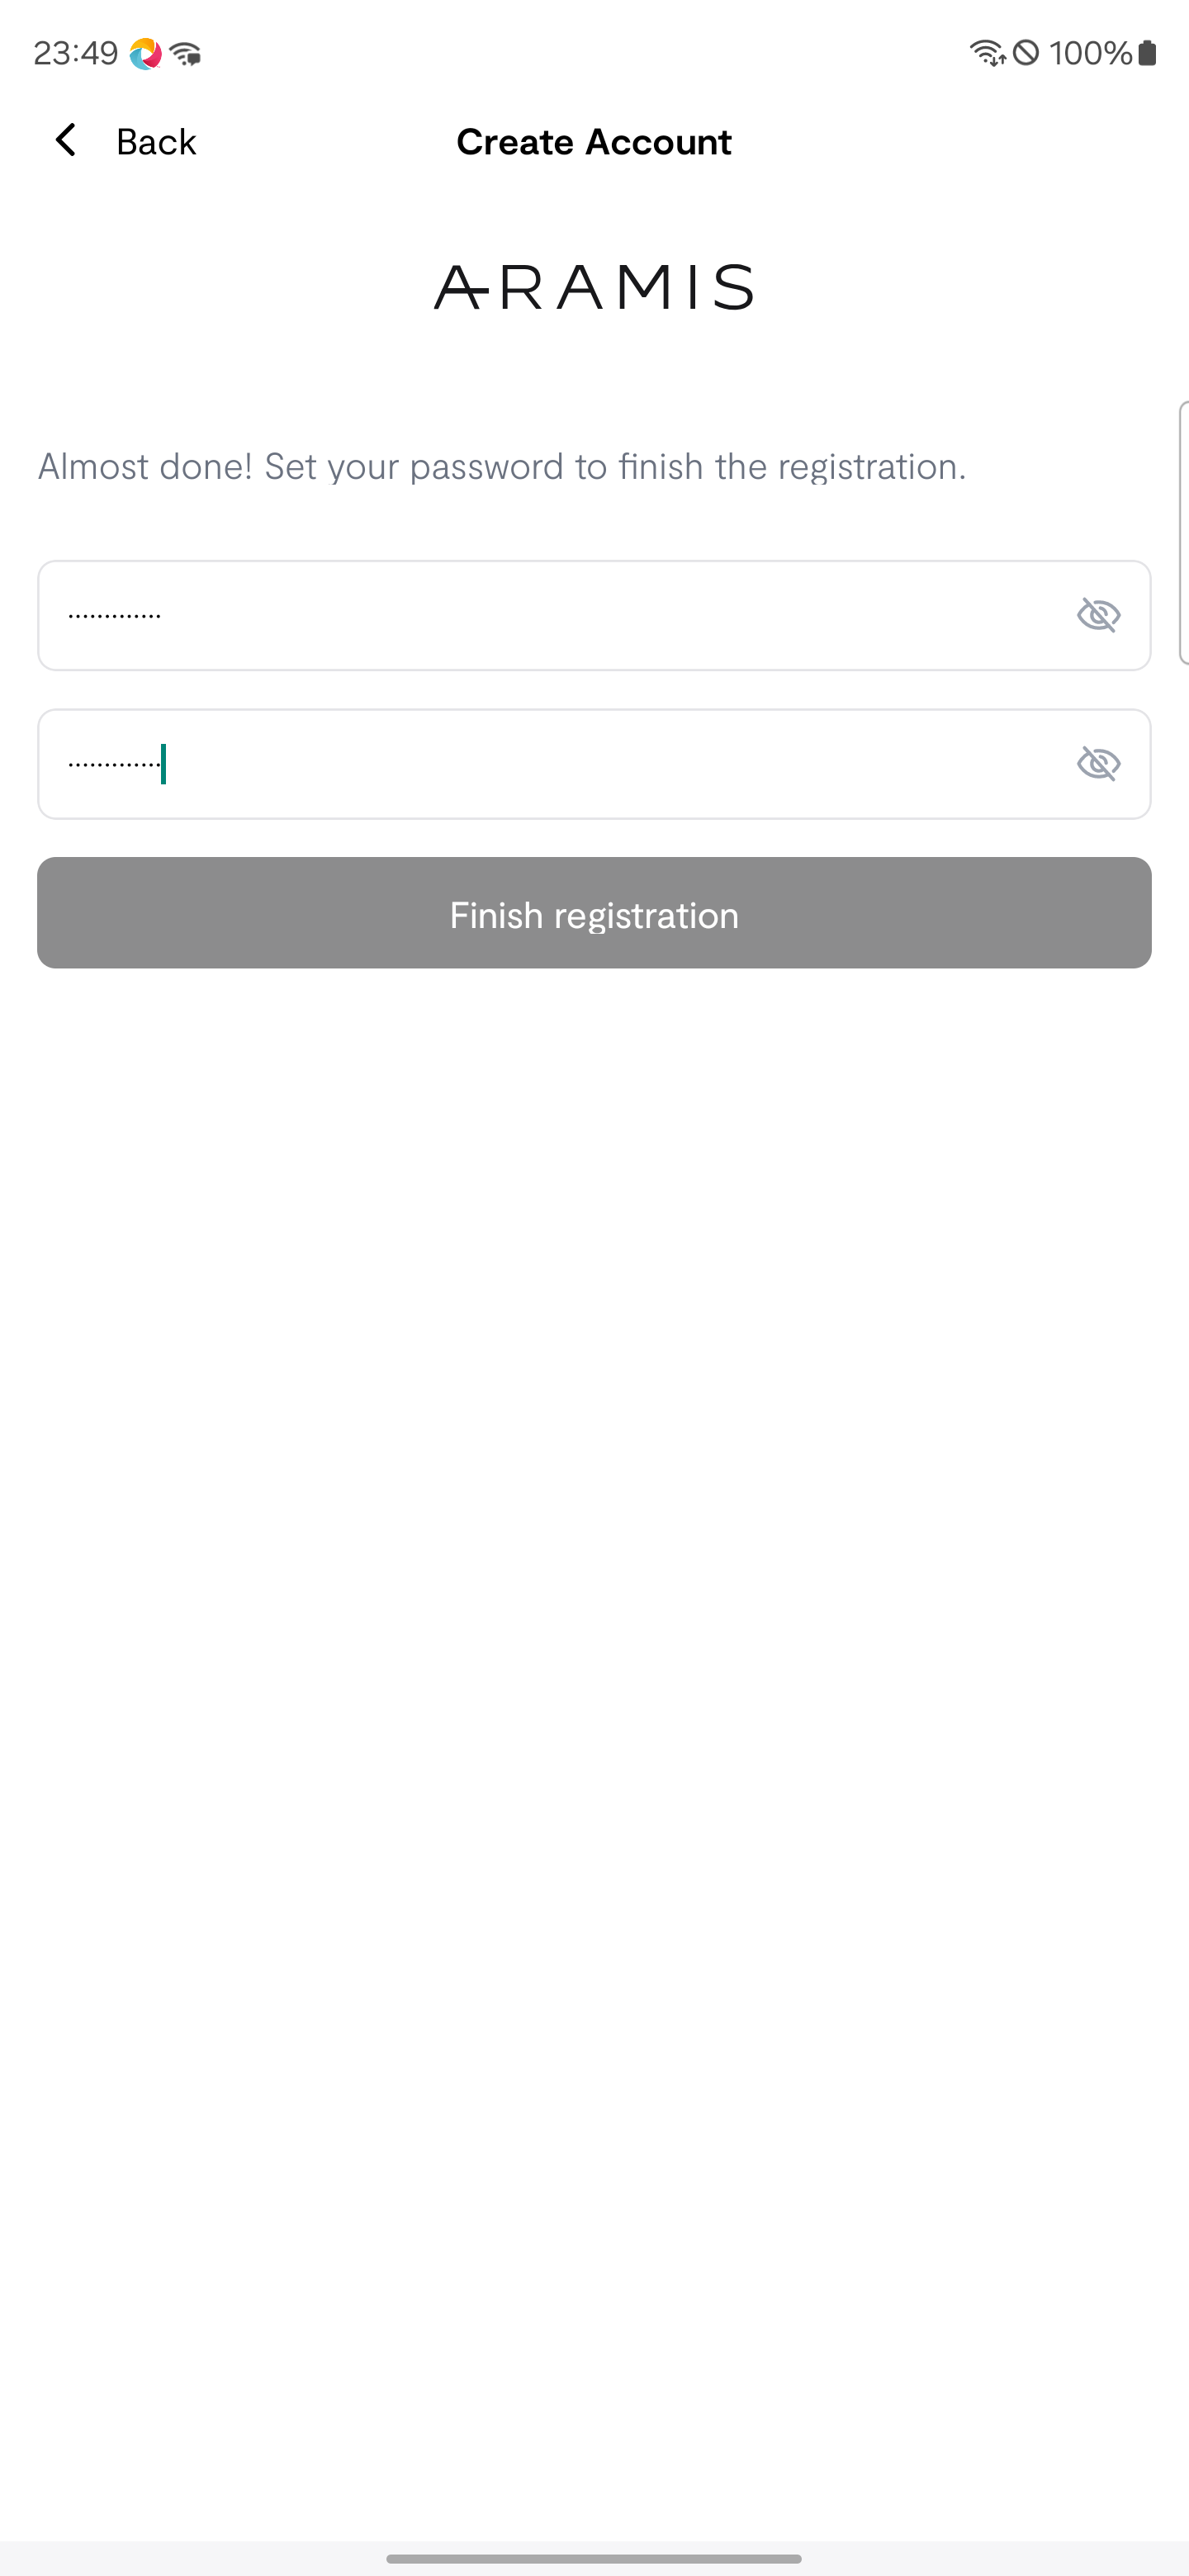 23:49
100%
Back
Create Account
ARAMIS
Almost done! Set your password to finish the registration.
•••••••••••••
•••••••••••••
Finish registration